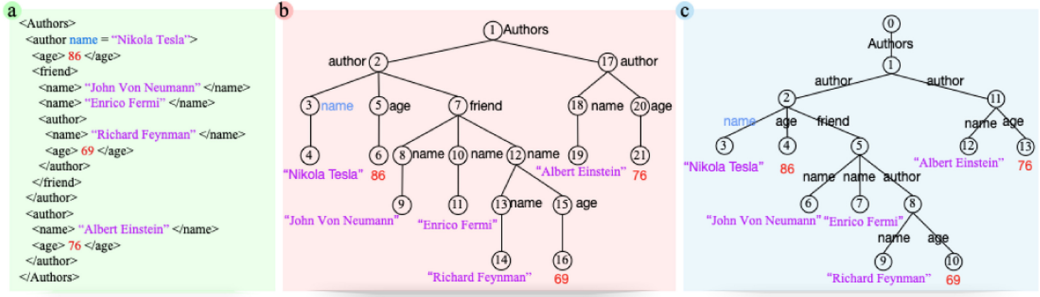 a
<Authors>
<author name = “Nikola Tesla”>
<age> 86 </age>
<friend>
<name> “John Von Neumann” </name>
<name> “Enrico Fermi” </name>
<author>
<name> “Richard Feynman” </name>
<age> 69 </age>
</author>
</friend>
</author>
<author>
<name> “Albert Einstein” </name>
<age> 76 </age>
</author>
</Authors>
b
1 Authors
author 2 17 author
3 name 5 age 7 friend 18 name 20 age
4 6 8 name 10 name 12 name 19 21
“Nikola Tesla” 86 “Albert Einstein” 76
9 11 13 name 15 age
“John Von Neumann” “Enrico Fermi”
14 16
“Richard Feynman” 69
c
0
Authors
1
author author
2 11
name age friend name age
3 4 5 12 13
“Nikola Tesla” 86 “Albert Einstein” 76
name name author
6 7 8
“John Von Neumann” “Enrico Fermi”
name age
9 10
“Richard Feynman” 69